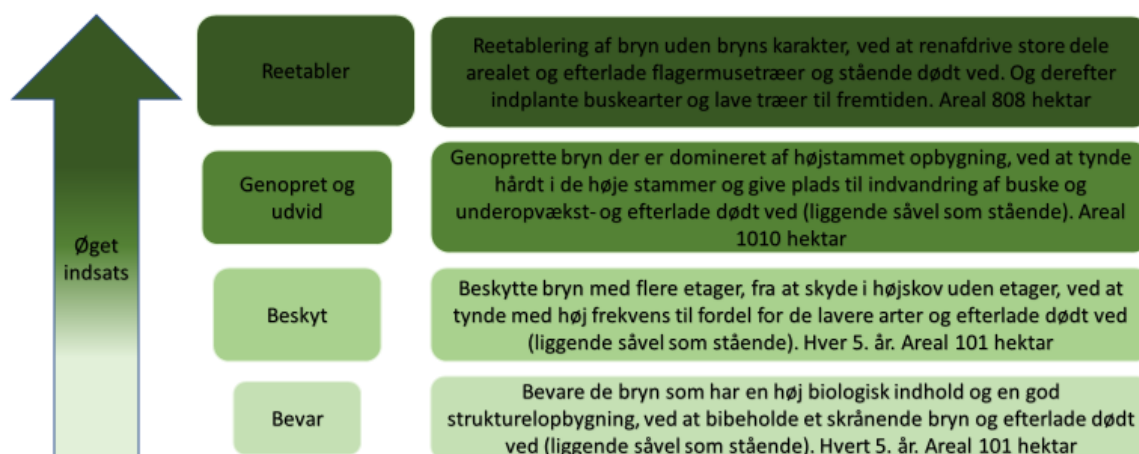 Øget
indsats
Reetabler
Reetablering af bryn uden bryns karakter, ved at renafdrive store dele
arealet og efterlade flagermusetræer og stående dødt ved. Og derefter
indplante buskearter og lave træer til fremtiden. Areal 808 hektar
Genopret og
udvid
Genoprette bryn der er domineret af højstammet opbygning, ved at tynde
hårdt i de høje stammer og give plads til indvandring af buske og
underopvækst- og efterlade dødt ved (liggende såvel som stående). Areal
1010 hektar
Beskyt
Beskytte bryn med flere etager, fra at skyde i højskov uden etager, ved at
tynde med høj frekvens til fordel for de lavere arter og efterlade dødt ved
(liggende såvel som stående). Hver 5. år. Areal 101 hektar
Bevar
Bevare de bryn som har en høj biologisk indhold og en god
strukturelopbygning, ved at bibeholde et skrånende bryn og efterlade dødt
ved (liggende såvel som stående). Hvert 5. år. Areal 101 hektar